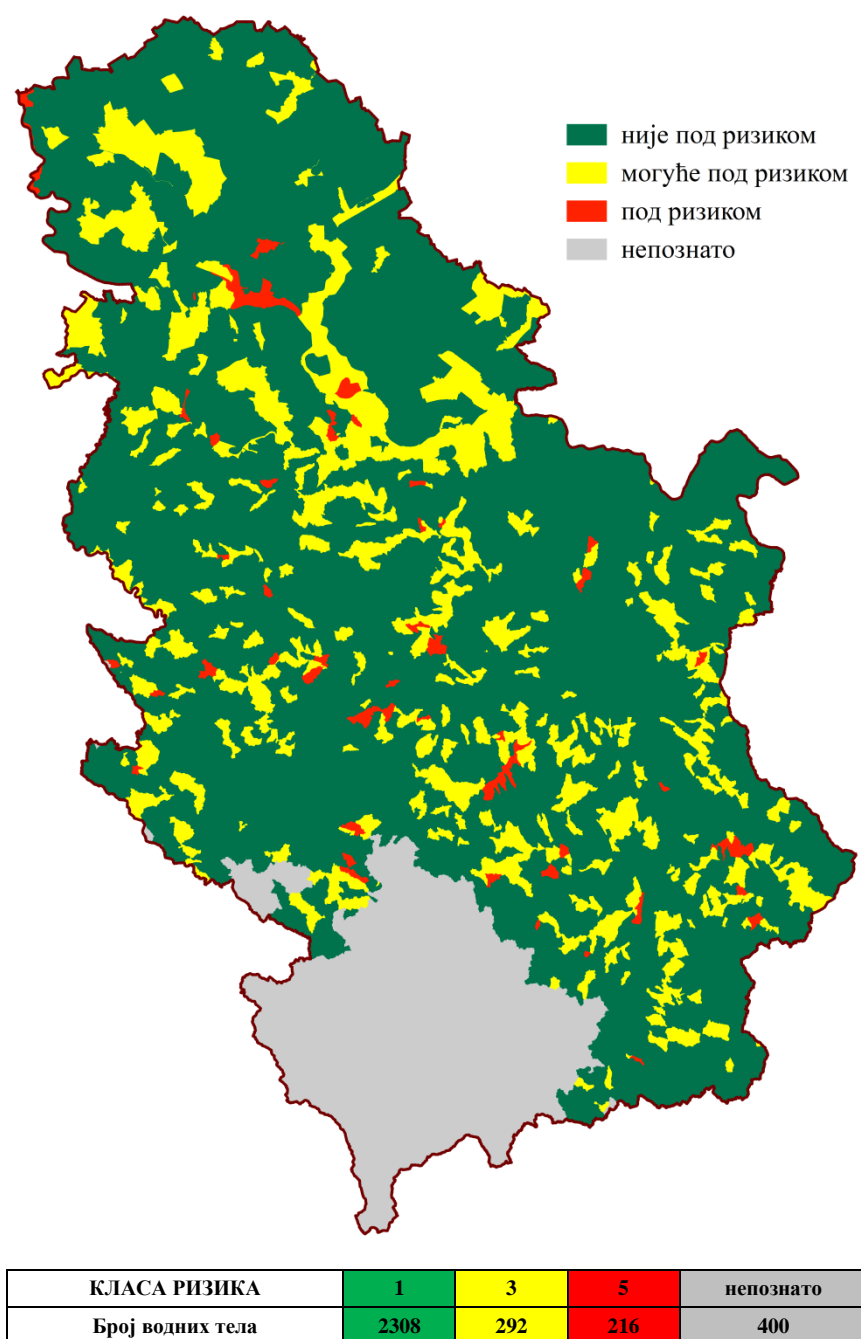 није под ризиком
могуће под ризиком
под ризиком
непознато
КЛАСА РИЗИКА 1 3 5 непознато
Број водних тела 2308 292 216 400